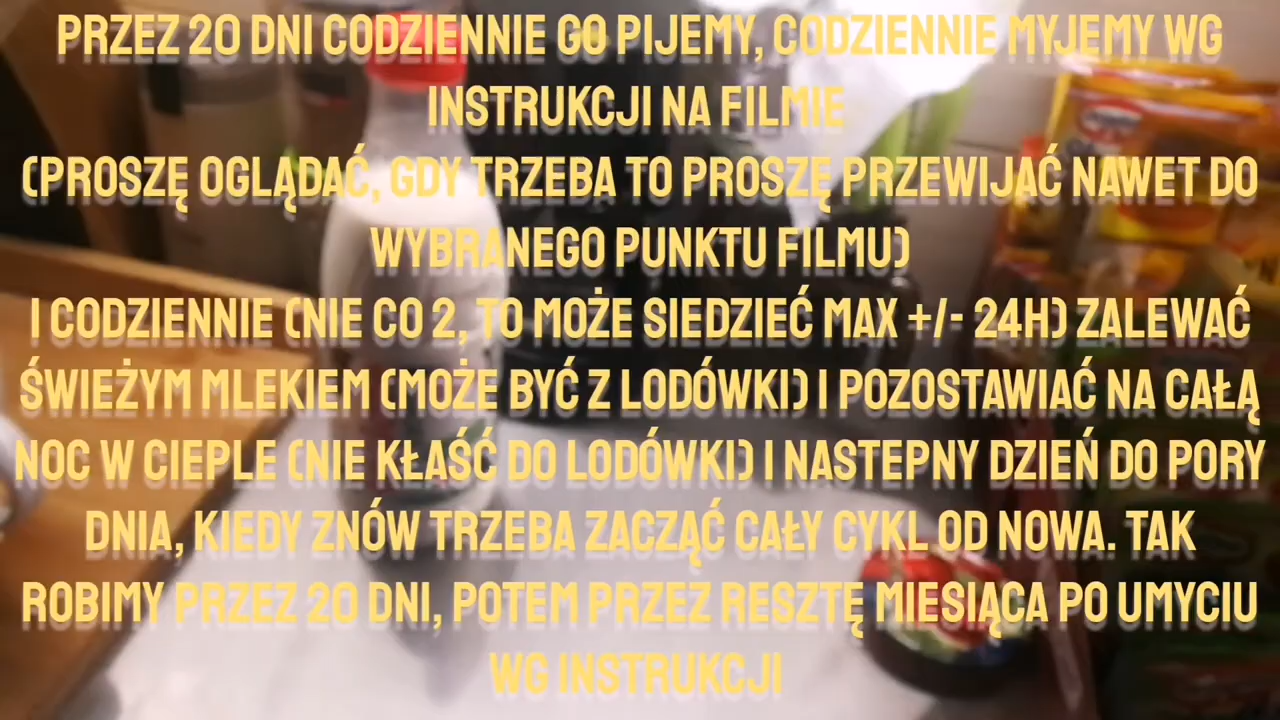 PRZEZ 20 DNI CODZIENNIE GO PIJEMY, CODZIENNIE MYJEMY WG
INSTRUKCJI NA FILMIE
(PROSZĘ OGLĄDAĆ, GDY TRZEBA TO PROSZĘ PRZEWIJAĆ NAWET DO
WYBRANEGO PUNKTU FILMU)
I CODZIENNIE (NIE CO 2, TO MOŻE SIEDZIEĆ MAX +/- 24H) ZALEWAĆ
ŚWIEŻYM MLEKIEM (MOŻE BYĆ Z LODÓWKI) I POZOSTAWIAĆ NA CAŁĄ
NOC W CIEPLE (NIE KŁAŚĆ DO LODÓWKI) I NASTEPNY DZIEŃ DO PORY
DNIA, KIEDY ZNÓW TRZEBA ZACZĄĆ CAŁY CYKL OD NOWA. TAK
ROBIMY PRZEZ 20 DNI, POTEM PRZEZ RESZTĘ MIESIĄCA PO UMYCIU
WG INSTRUKCJI